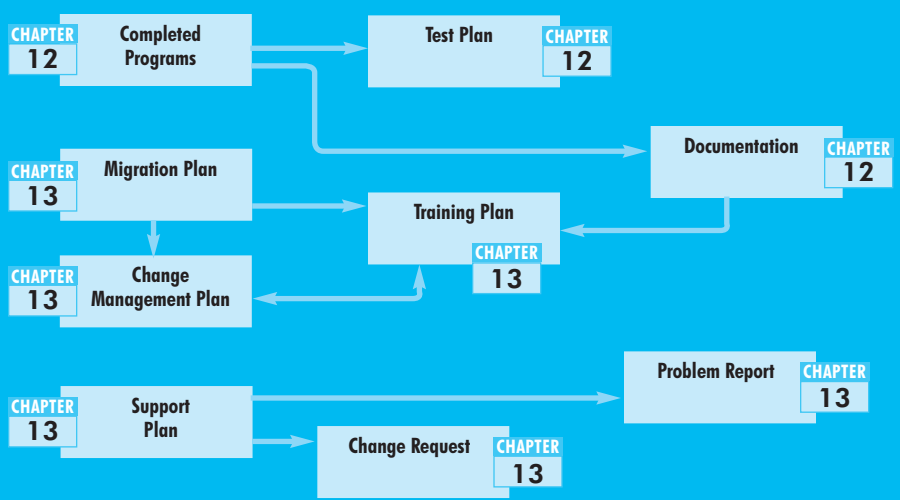 CHAPTER
12
Completed
Programs
Test Plan
CHAPTER
12
Documentation
CHAPTER
12
CHAPTER
13
Migration Plan
Training Plan
CHAPTER
13
CHAPTER
13
Change
Management Plan
Problem Report
CHAPTER
13
CHAPTER
13
Support
Plan
Change Request
CHAPTER
13